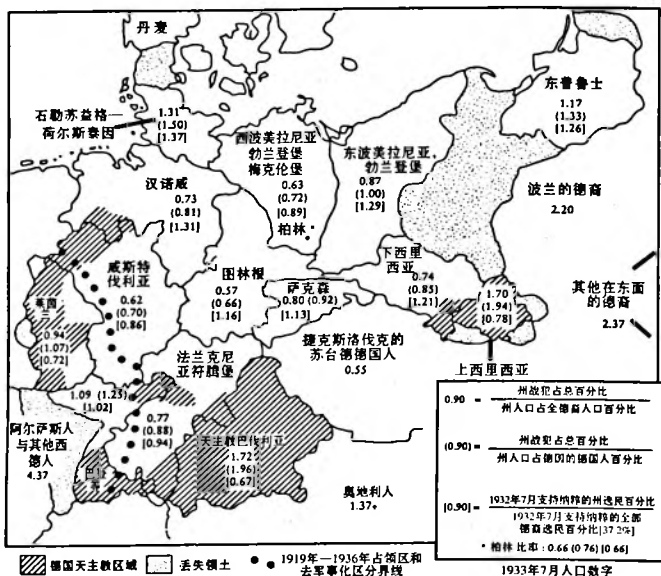 丹麦
石勒苏益格—
荷尔斯泰因
1.31
(1.50)
[1.37]
西波美拉尼亚
勃兰登堡
梅克伦堡
0.63
(0.72)
[0.89]
柏林
东波美拉尼亚,
勃兰登堡
0.87
(1.00)
[1.29]
东普鲁士
1.17
(1.33)
[1.26]
汉诺威
0.73
(0.81)
[1.31]
波兰的德裔
2.20
威斯特
伐利亚
0.62
(0.70)
[0.86]
图林根
0.57
(0.66)
[1.16]
萨克森
0.80 (0.92)
[1.13]
下西里
西亚
0.74
(0.85)
[1.21]
1.70
(1.94)
[0.78]
其他在东面
的德裔
2.37
0.94
(1.07)
[0.72]
法兰克尼
亚符腾堡
捷克斯洛伐克的
苏台德德国人
0.55
上西里西亚
1.09 (1.25)
[1.02]
0.77
(0.88)
[0.94]
阿尔萨斯人
与其他西
德人
4.37
天主教巴伐利亚
1.72
(1.96)
[0.67]
奥地利人
1.37+
0.90 =
州战犯占总百分比
州人口占全德裔人口百分比
(0.90) =
州战犯占总百分比
州人口占德国的德国人百分比
[0.90] =
1932年7月支持纳粹的州选民百分比
1932年7月支持纳粹的全部
德裔选民百分比[37.2%]
• 柏林 比率:0.66 (0.76) [0.66]
德国天主教区域
丢失领土
1919年—1936年占领区和
去军事化区分界线
1933年7月人口数字